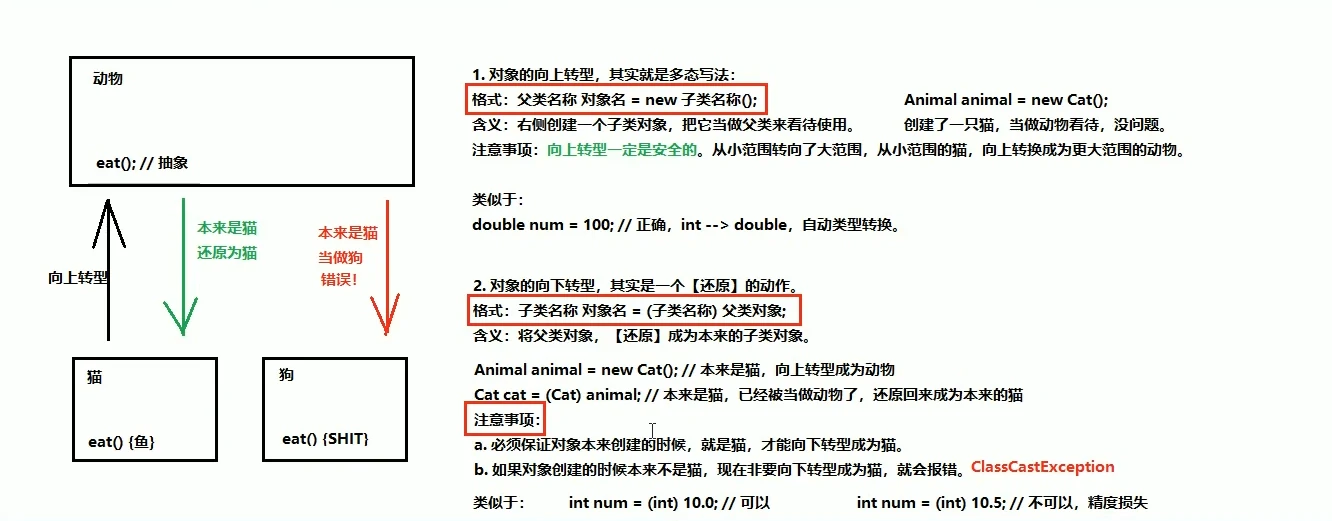 动物
eat(); // 抽象
本来是猫
还原为猫
本来是猫
当做狗
错误！
向上转型
猫
eat() {鱼}
狗
eat() {SHIT}
1. 对象的向上转型，其实就是多态写法：
格式：父类名称 对象名 = new 子类名称(); Animal animal = new Cat();
含义：右侧创建一个子类对象，把它当做父类来看待使用。 创建了一只猫，当做动物看待，没问题。
注意事项：向上转型一定是安全的。从小范围转向了大范围，从小范围的猫，向上转换成为更大范围的动物。
类似于：
double num = 100; // 正确，int --> double，自动类型转换。
2. 对象的向下转型，其实是一个【还原】的动作。
格式：子类名称 对象名 = (子类名称) 父类对象;
含义：将父类对象，【还原】成为本来的子类对象。
Animal animal = new Cat(); // 本来是猫，向上转型成为动物
Cat cat = (Cat) animal; // 本来是猫，已经被当做动物了，还原回来成为本来的猫
注意事项：
a. 必须保证对象本来创建的时候，就是猫，才能向下转型成为猫。
b. 如果对象创建的时候本来不是猫，现在非要向下转型成为猫，就会报错。ClassCastException
类似于： int num = (int) 10.0; // 可以 int num = (int) 10.5; // 不可以，精度损失